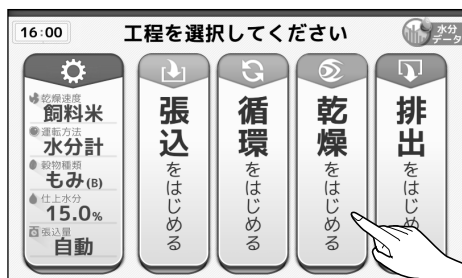 16:00
工程を選択してください
水分
データ
乾燥速度
飼料米
運転方法
水分計
穀物種類
もみ(B)
仕上水分
15.0%
張込量
自動
張込をはじめる
循環をはじめる
乾燥をはじめる
排出をはじめ